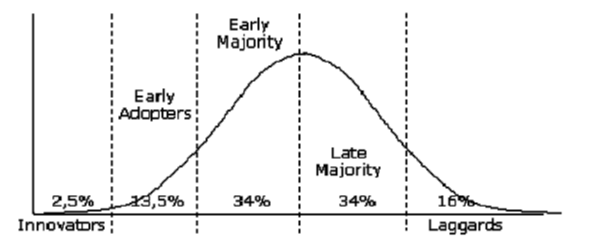 Early
Majority
Early
Adopters
Late
Majority
2,5%
13,5%
34%
34%
16%
Innovators
Laggards